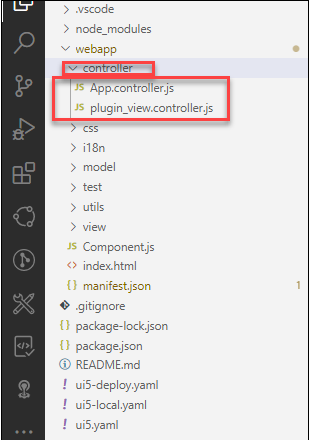 .vscode
node_modules
webapp
controller
JS App.controller.js
JS plugin_view.controller.js
css
i18n
model
test
utils
view
JS Component.js
<> index.html
{} manifest.json 1
.gitignore
{} package-lock.json
{} package.json
README.md
! ui5-deploy.yaml
! ui5-local.yaml
! ui5.yaml